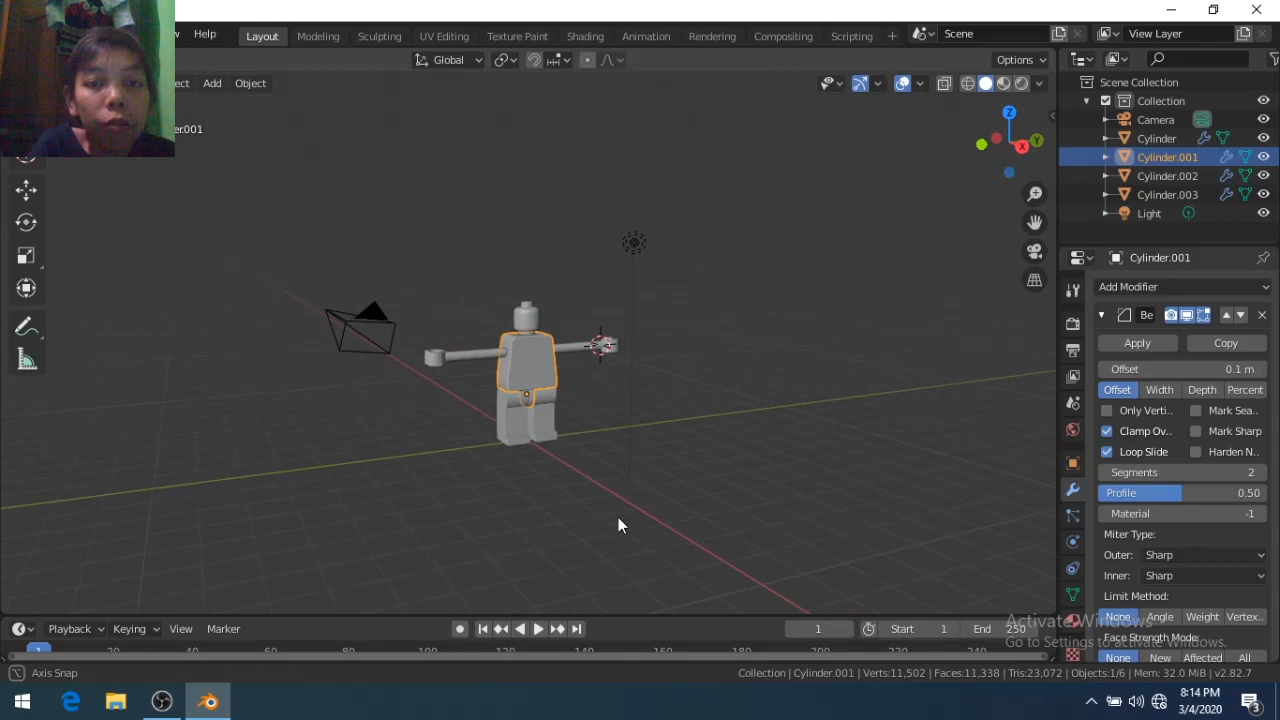 Help Layout Modeling Sculpting UV Editing Texture Paint Shading Animation Rendering Compositing Scripting + Scene View Layer
Global Options
Add Object
Scene Collection
Collection
Camera
Cylinder
Cylinder.001
Cylinder.002
Cylinder.003
Light
Z
X
Y
Cylinder.001
Add Modifier
Be
Apply Copy
Offset 0.1 m
Offset Width Depth Percent
Only Verti.. Mark Sea..
Clamp Ov.. Mark Sharp
Loop Slide Harden N..
Segments 2
Profile 0.50
Material -1
Miter Type:
Outer: Sharp
Inner: Sharp
Limit Method:
None Angle Weight Vertex..
Face Strength Mode:
None New Affected All
Activate Windows
Go to Settings to activate Windows.
Playback Keying View Marker 1 Start 1 End 250
1 20 40 60 80 100 120 140 160 180 200 220 240
Axis Snap Collection | Cylinder.001 | Verts:11,502 | Faces:11,338 | Tris:23,072 | Objects:1/6 | Mem: 32.0 MiB | v2.82.7
8:14 PM
3/4/2020
3